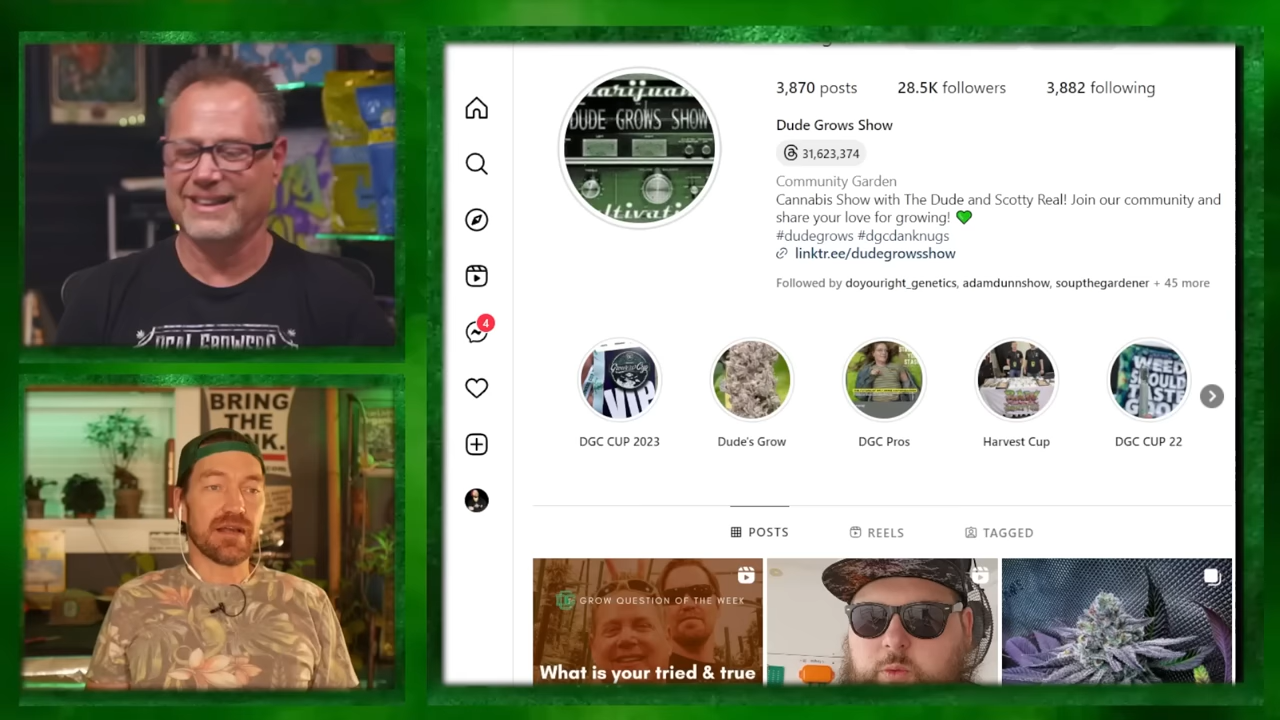 BRING
THE
3,870 posts 28.5K followers 3,882 following
DUDE GROWS SHOW
Dude Grows Show
31,623,374
Community Garden
Cannabis Show with The Dude and Scotty Real! Join our community and
share your love for growing! 💚
#dudegrows #dgcdanknugs
linktr.ee/dudegrowsshow
Followed by doyouright_genetics, adamdunnshow, soupthegardener + 45 more
4
DGC CUP 2023
Dude's Grow
DGC Pros
Harvest Cup
DGC CUP 22
POSTS
REELS
TAGGED
GROW QUESTION OF THE WEEK
What is your tried & true